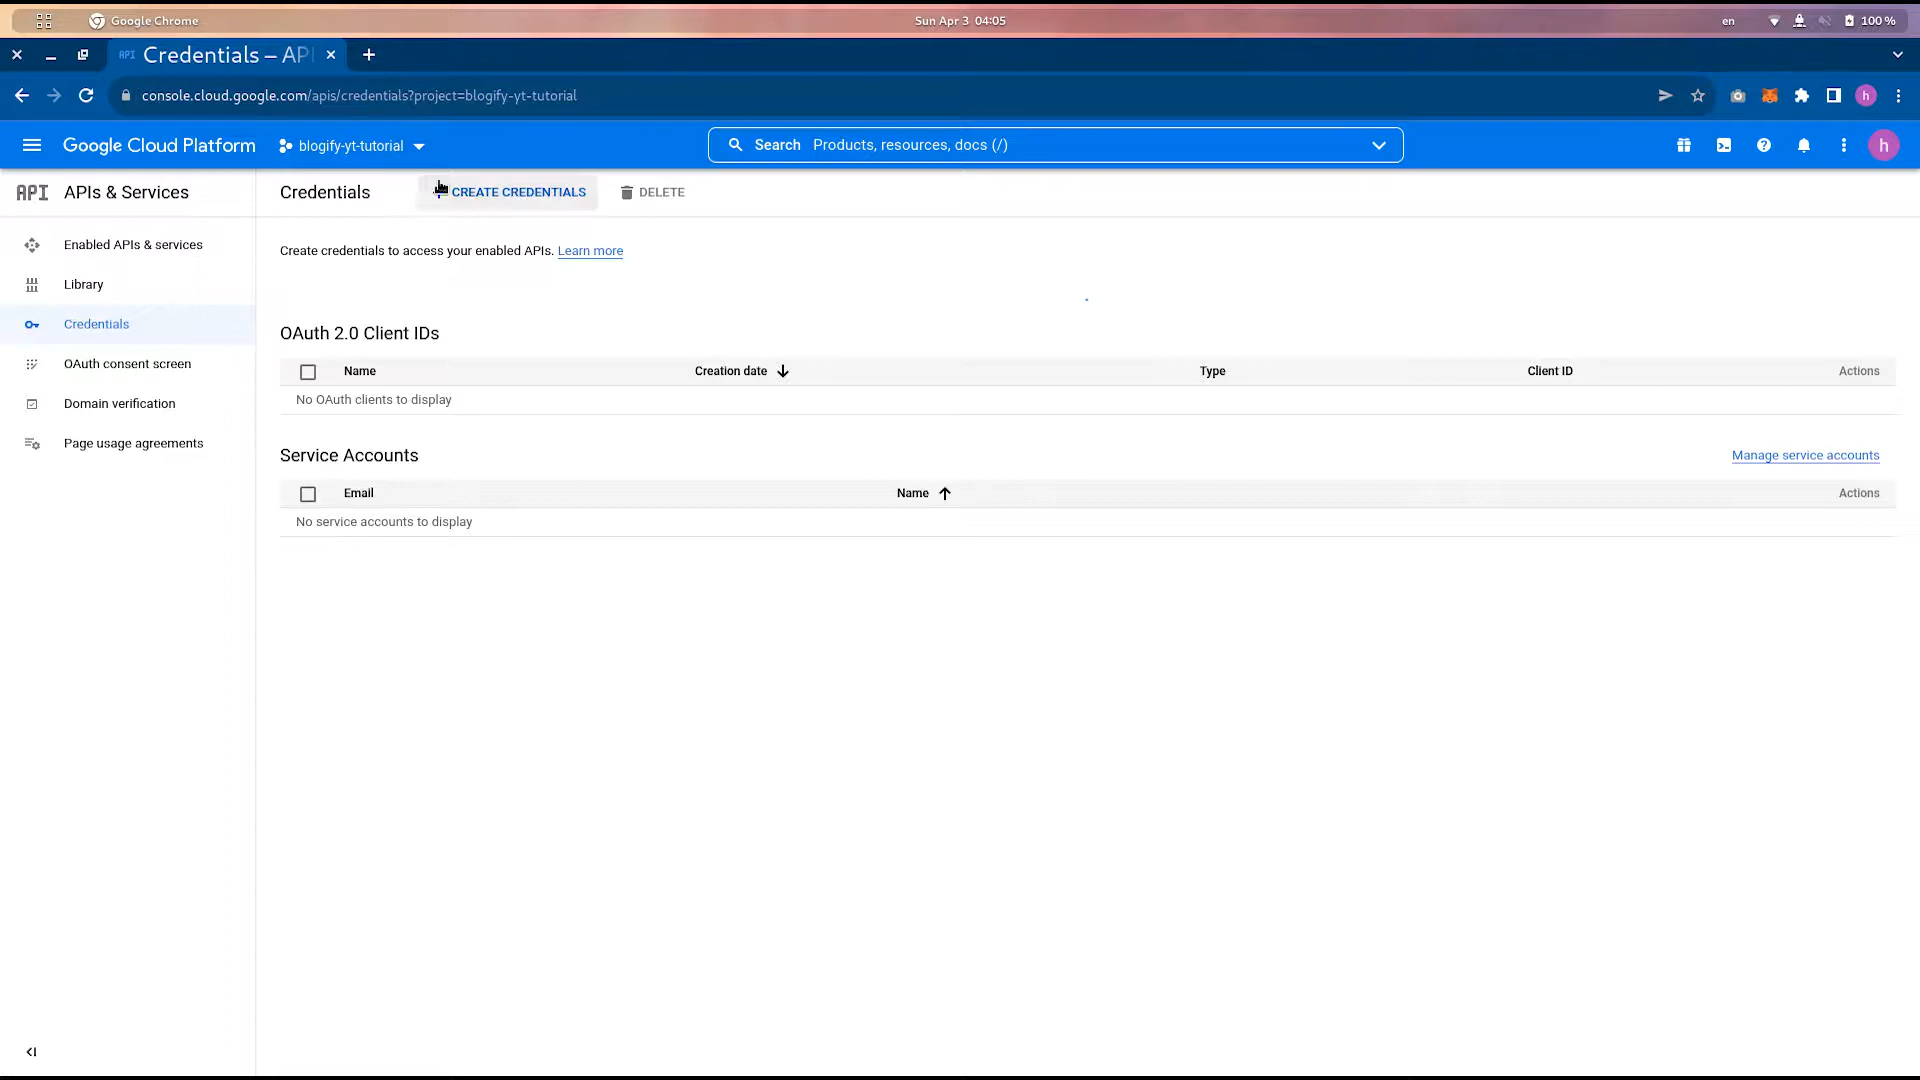 Google Chrome
Sun Apr 3 04:05
en
100 %
API Credentials – AP
console.cloud.google.com/apis/credentials?project=blogify-yt-tutorial
h
Google Cloud Platform
blogify-yt-tutorial
Search Products, resources, docs (/)
h
API APIs & Services
Credentials
CREATE CREDENTIALS
DELETE
Enabled APIs & services
Library
Credentials
OAuth consent screen
Domain verification
Page usage agreements
Create credentials to access your enabled APIs. Learn more
OAuth 2.0 Client IDs
Name Creation date Type Client ID Actions
No OAuth clients to display
Service Accounts
Manage service accounts
Email Name Actions
No service accounts to display